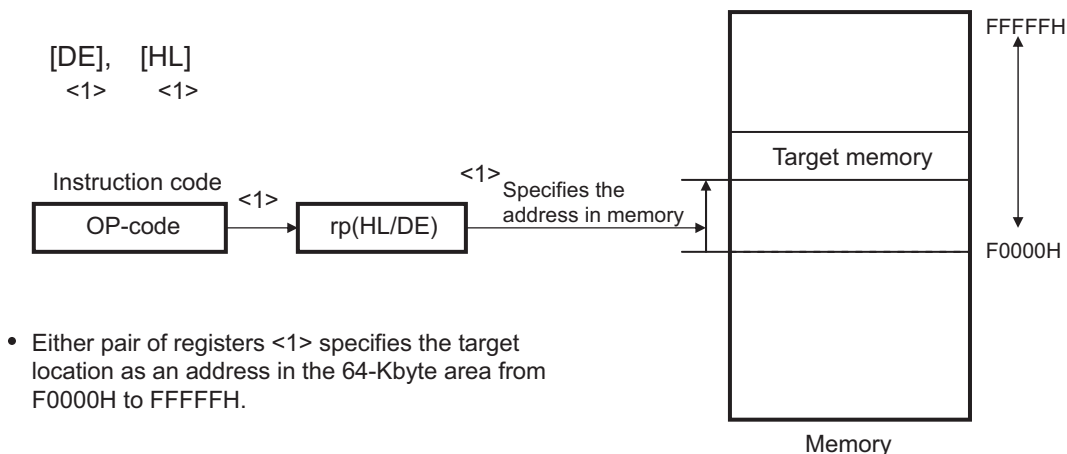 [DE], [HL]
<1> <1>
Instruction code
OP-code
<1>
rp(HL/DE)
<1>
Specifies the
address in memory
Target memory
FFFFFH
F0000H
• Either pair of registers <1> specifies the target
location as an address in the 64-Kbyte area from
F0000H to FFFFFH.
Memory